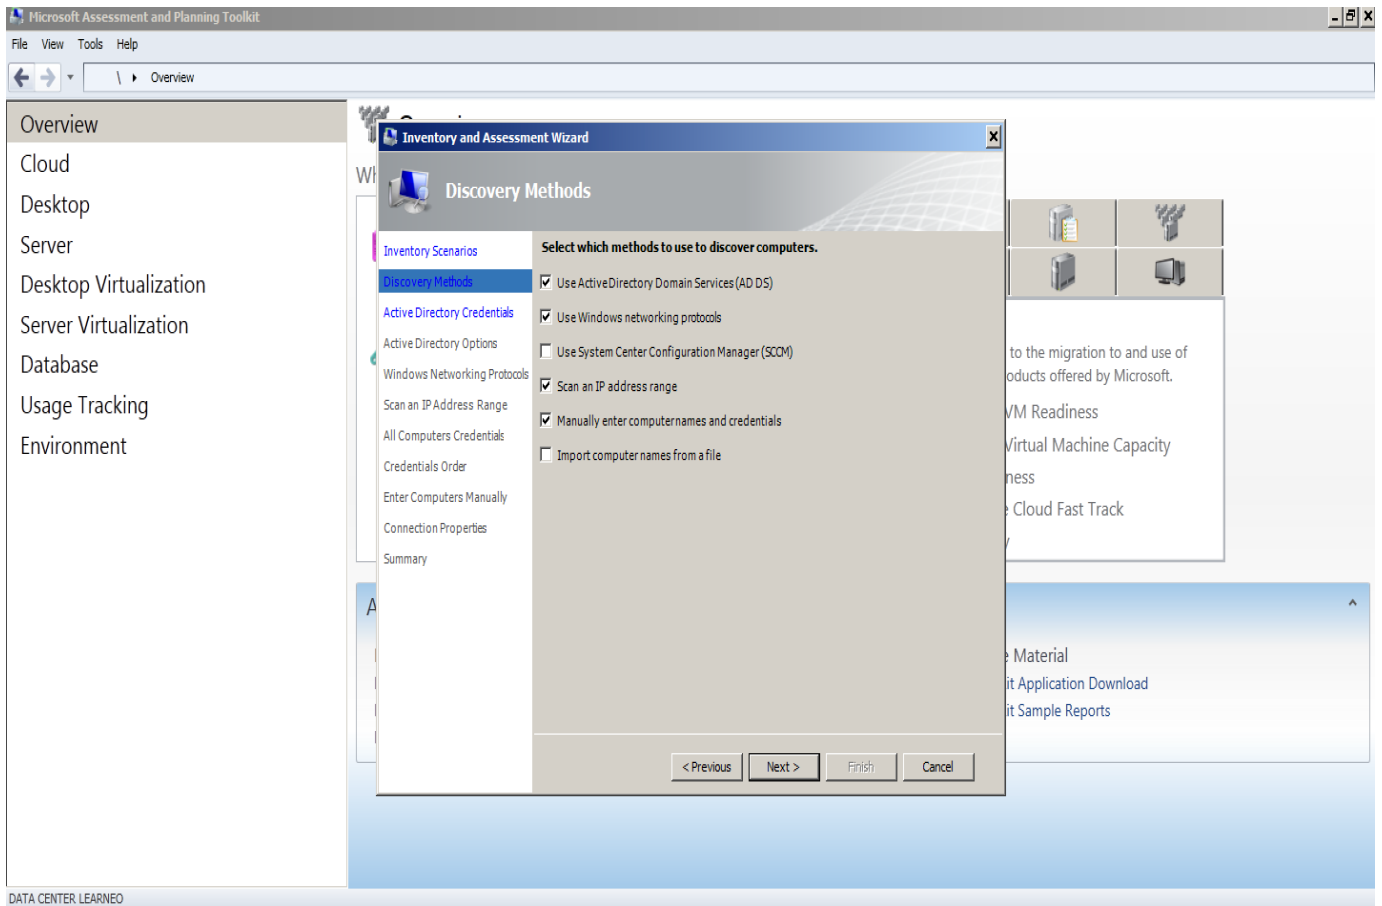 Microsoft Assessment and Planning Toolkit
File View Tools Help
\ Overview
Overview
Cloud
Desktop
Server
Desktop Virtualization
Server Virtualization
Database
Usage Tracking
Environment
Inventory and Assessment Wizard
Discovery Methods
Inventory Scenarios
Discovery Methods
Active Directory Credentials
Active Directory Options
Windows Networking Protocols
Scan an IP Address Range
All Computers Credentials
Credentials Order
Enter Computers Manually
Connection Properties
Summary
Select which methods to use to discover computers.
Use Active Directory Domain Services (AD DS)
Use Windows networking protocols
Use System Center Configuration Manager (SCCM)
Scan an IP address range
Manually enter computer names and credentials
Import computer names from a file
< Previous Next > Finish Cancel
to the migration to and use of
oducts offered by Microsoft.
VM Readiness
Virtual Machine Capacity
ness
Cloud Fast Track
Material
it Application Download
it Sample Reports
DATA CENTER LEARNEO